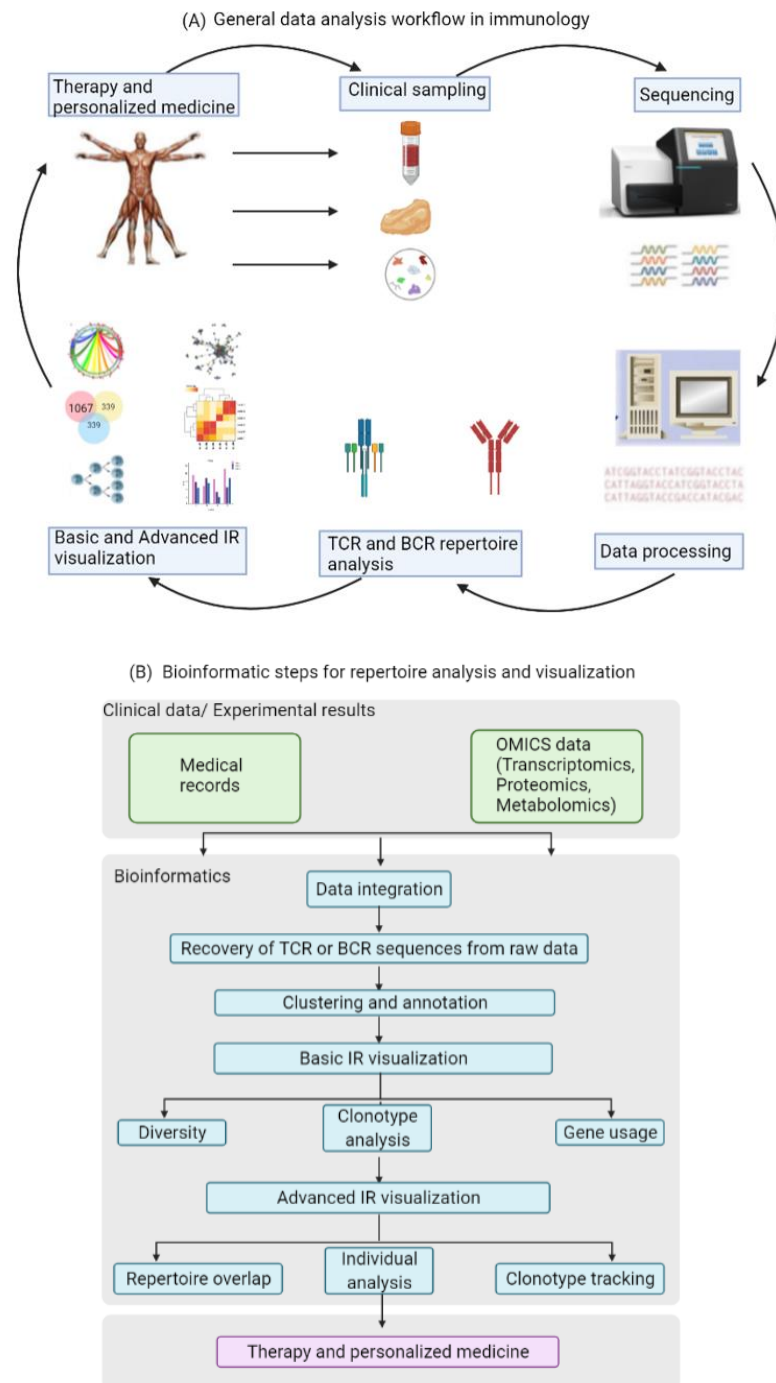 (A) General data analysis workflow in immunology
Therapy and
personalized medicine
Clinical sampling
Sequencing
1067
339
339
ATCGGTACCTATCGGTACCTAC
CATTAGGTACCATCGGTACCTA
CATTAGGTACCGACCATACGAC
Basic and Advanced IR
visualization
TCR and BCR repertoire
analysis
Data processing
(B) Bioinformatic steps for repertoire analysis and visualization
Clinical data/ Experimental results
Medical
records
OMICS data
(Transcriptomics,
Proteomics,
Metabolomics)
Bioinformatics
Data integration
Recovery of TCR or BCR sequences from raw data
Clustering and annotation
Basic IR visualization
Diversity
Clonotype
analysis
Gene usage
Advanced IR visualization
Repertoire overlap
Individual
analysis
Clonotype tracking
Therapy and personalized medicine